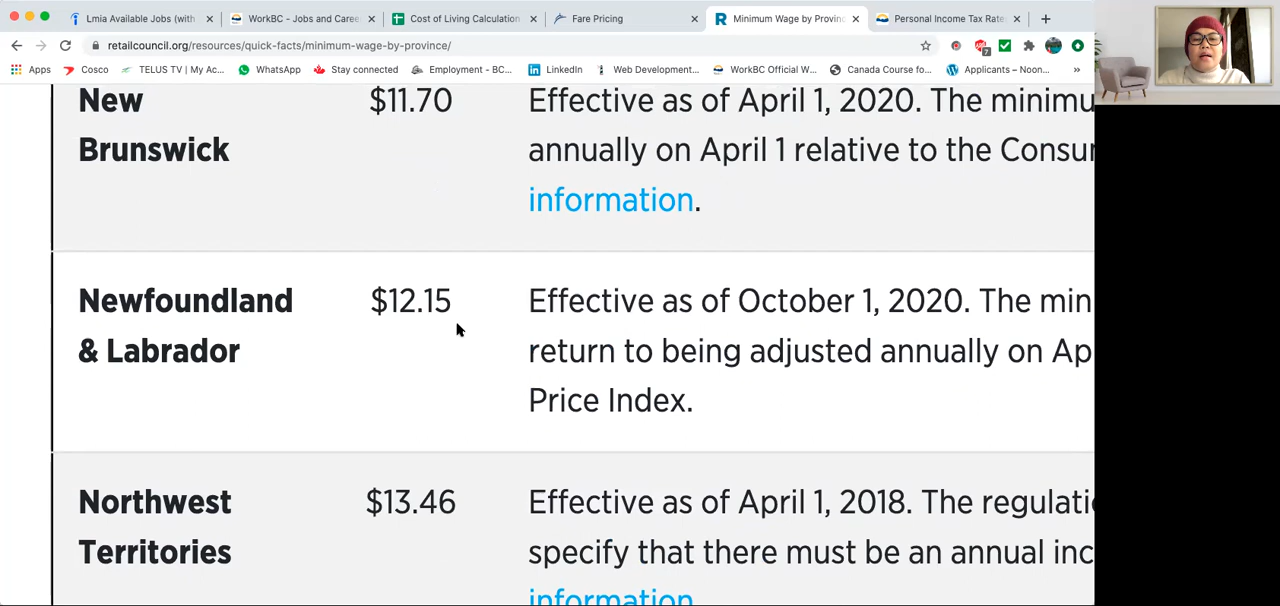 Lmia Available Jobs (with
WorkBC - Jobs and Caree
Cost of Living Calculation
Fare Pricing
Minimum Wage by Provinc
Personal Income Tax Rate
retailcouncil.org/resources/quick-facts/minimum-wage-by-province/
7
Apps
Cosco
TELUS TV | My Ac...
WhatsApp
Stay connected
Employment - BC...
LinkedIn
Web Development...
WorkBC Official W...
Canada Course fo...
Applicants – Noon...
»
New
Brunswick
$11.70
Effective as of April 1, 2020. The minimu
annually on April 1 relative to the Consu
information.
Newfoundland
& Labrador
$12.15
Effective as of October 1, 2020. The min
return to being adjusted annually on Ap
Price Index.
Northwest
Territories
$13.46
Effective as of April 1, 2018. The regulati
specify that there must be an annual inc
information